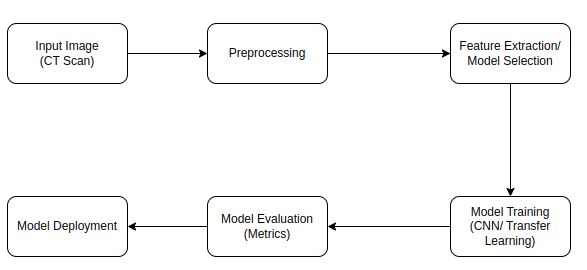 Input Image
(CT Scan)
Preprocessing
Feature Extraction/
Model Selection
Model Training
(CNN/ Transfer
Learning)
Model Evaluation
(Metrics)
Model Deployment